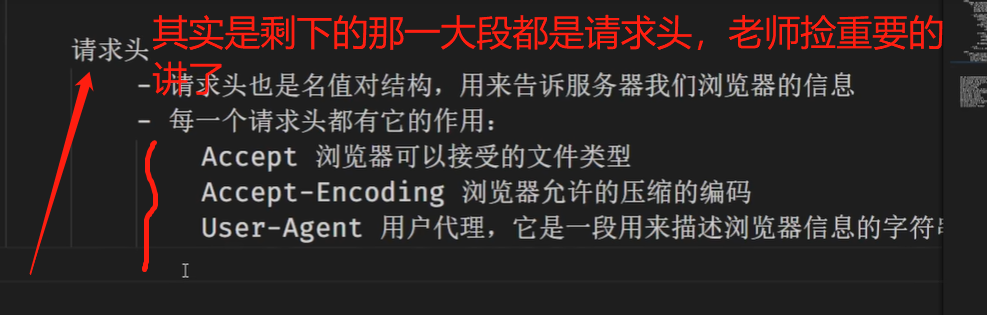 其实是剩下的那一大段都是请求头，老师捡重要的
请求头
讲了
- 请求头也是名值对结构，用来告诉服务器我们浏览器的信息
- 每一个请求头都有它的作用：
Accept 浏览器可以接受的文件类型
Accept-Encoding 浏览器允许的压缩的编码
User-Agent 用户代理，它是一段用来描述浏览器信息的字符